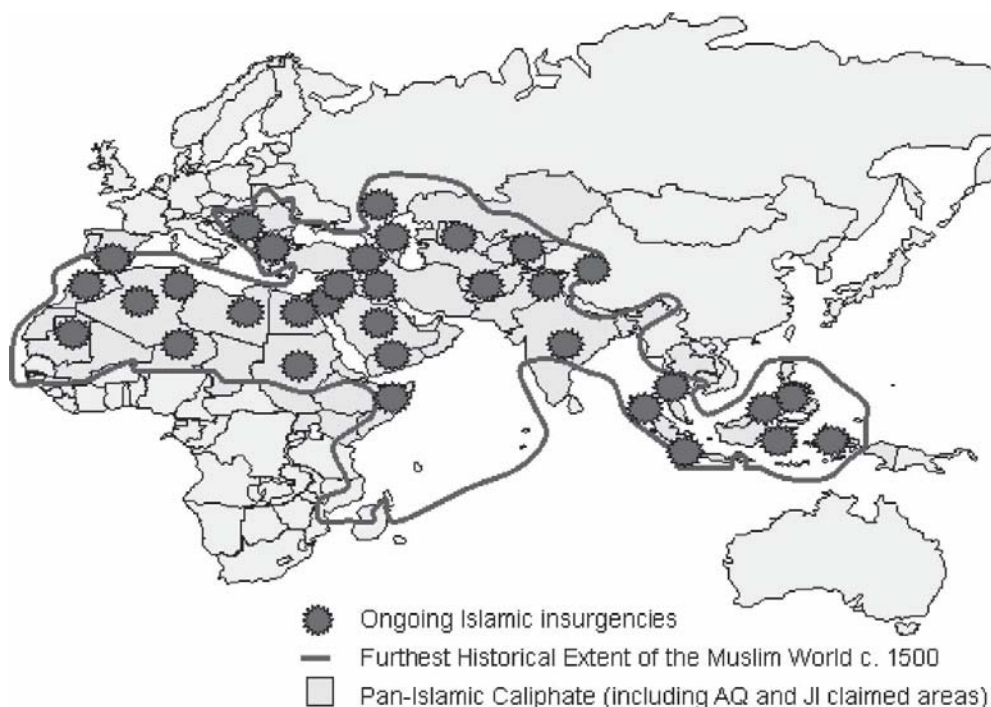 Ongoing Islamic insurgencies
Furthest Historical Extent of the Muslim World c. 1500
Pan-Islamic Caliphate (including AQ and JI claimed areas)